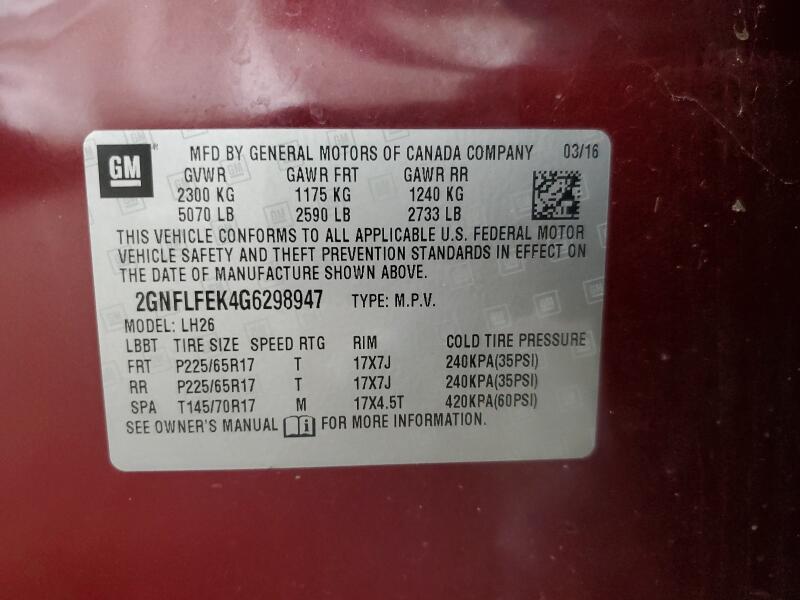 GM MFD BY GENERAL MOTORS OF CANADA COMPANY 03/16
GVWR GAWR FRT GAWR RR
2300 KG 1175 KG 1240 KG
5070 LB 2590 LB 2733 LB
THIS VEHICLE CONFORMS TO ALL APPLICABLE U.S. FEDERAL MOTOR
VEHICLE SAFETY AND THEFT PREVENTION STANDARDS IN EFFECT ON
THE DATE OF MANUFACTURE SHOWN ABOVE.
2GNFLFEK4G6298947 TYPE: M.P.V.
MODEL: LH26
LBBT TIRE SIZE SPEED RTG RIM COLD TIRE PRESSURE
FRT P225/65R17 T 17X7J 240KPA(35PSI)
RR P225/65R17 T 17X7J 240KPA(35PSI)
SPA T145/70R17 M 17X4.5T 420KPA(60PSI)
SEE OWNER'S MANUAL FOR MORE INFORMATION.